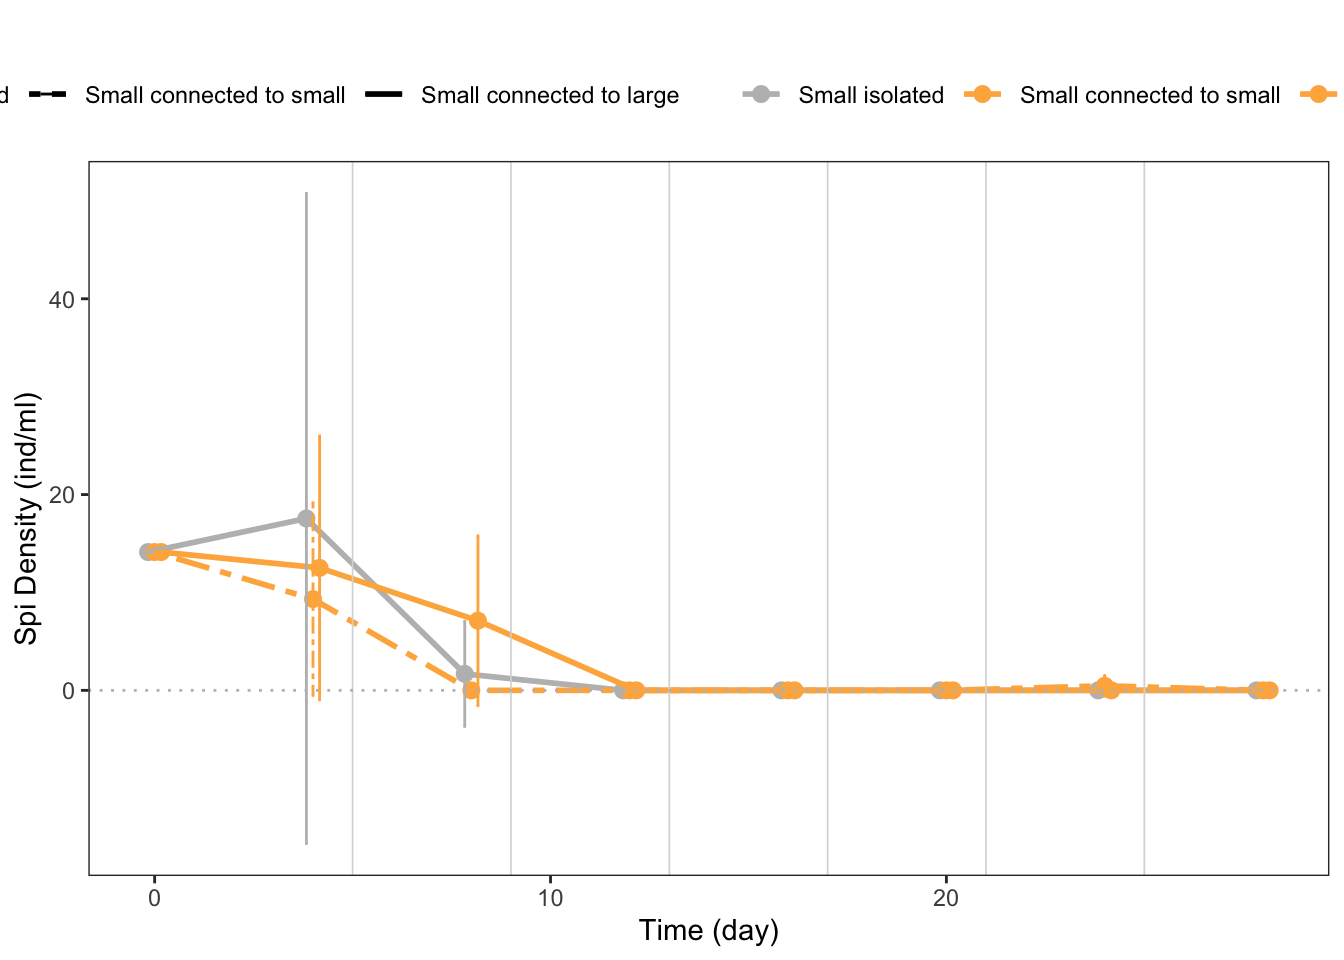 d Small connected to small Small connected to large Small isolated Small connected to small
40
20
0
Spi Density (ind/ml)
0 10 20
Time (day)